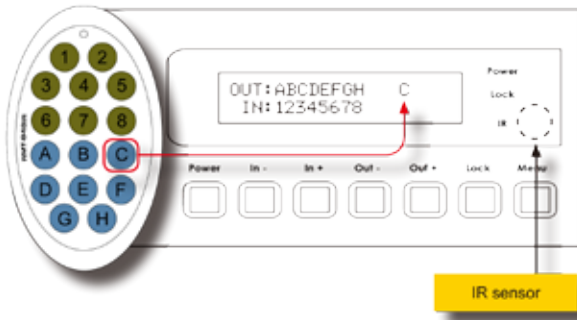 1 2
3 4 5
6 7 8
A B C
D E F
G H
OUT:ABCDEFGH C
IN:12345678
Power
Lock
IR
Power In - In + Out - Out + Lock Menu
IR sensor